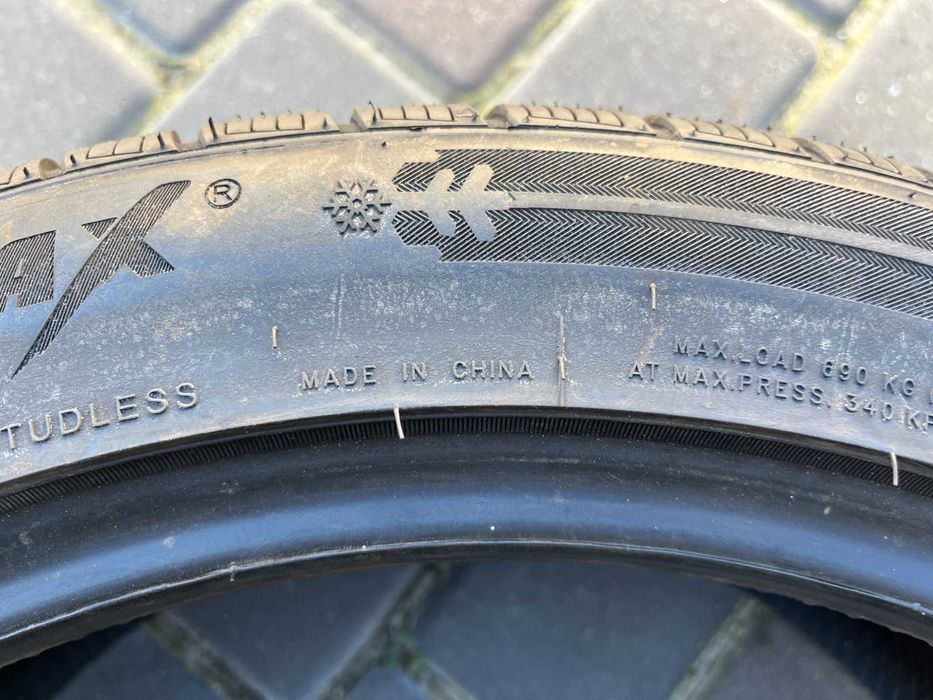 AX®
TUDLESS
MADE IN CHINA
MAX.LOAD 690 KG
AT MAX.PRESS. 340 KP